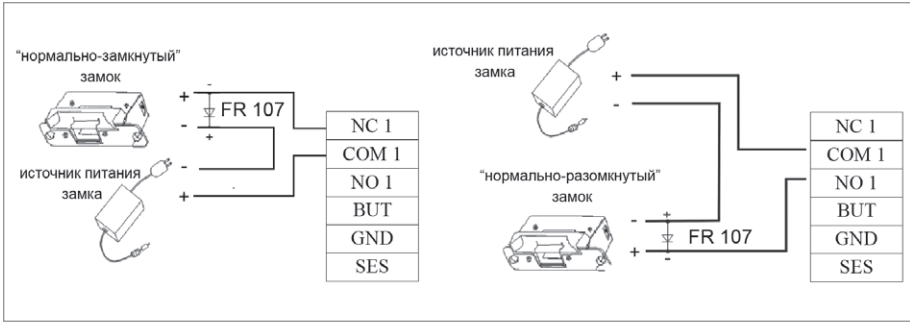 “нормально-замкнутый”
замок
-
+
FR 107
-
+
-
источник питания
замка
+
NC 1
COM 1
NO 1
BUT
GND
SES
источник питания
замка
+
-
“нормально-разомкнутый”
замок
+
-
FR 107
+
-
NC 1
COM 1
NO 1
BUT
GND
SES